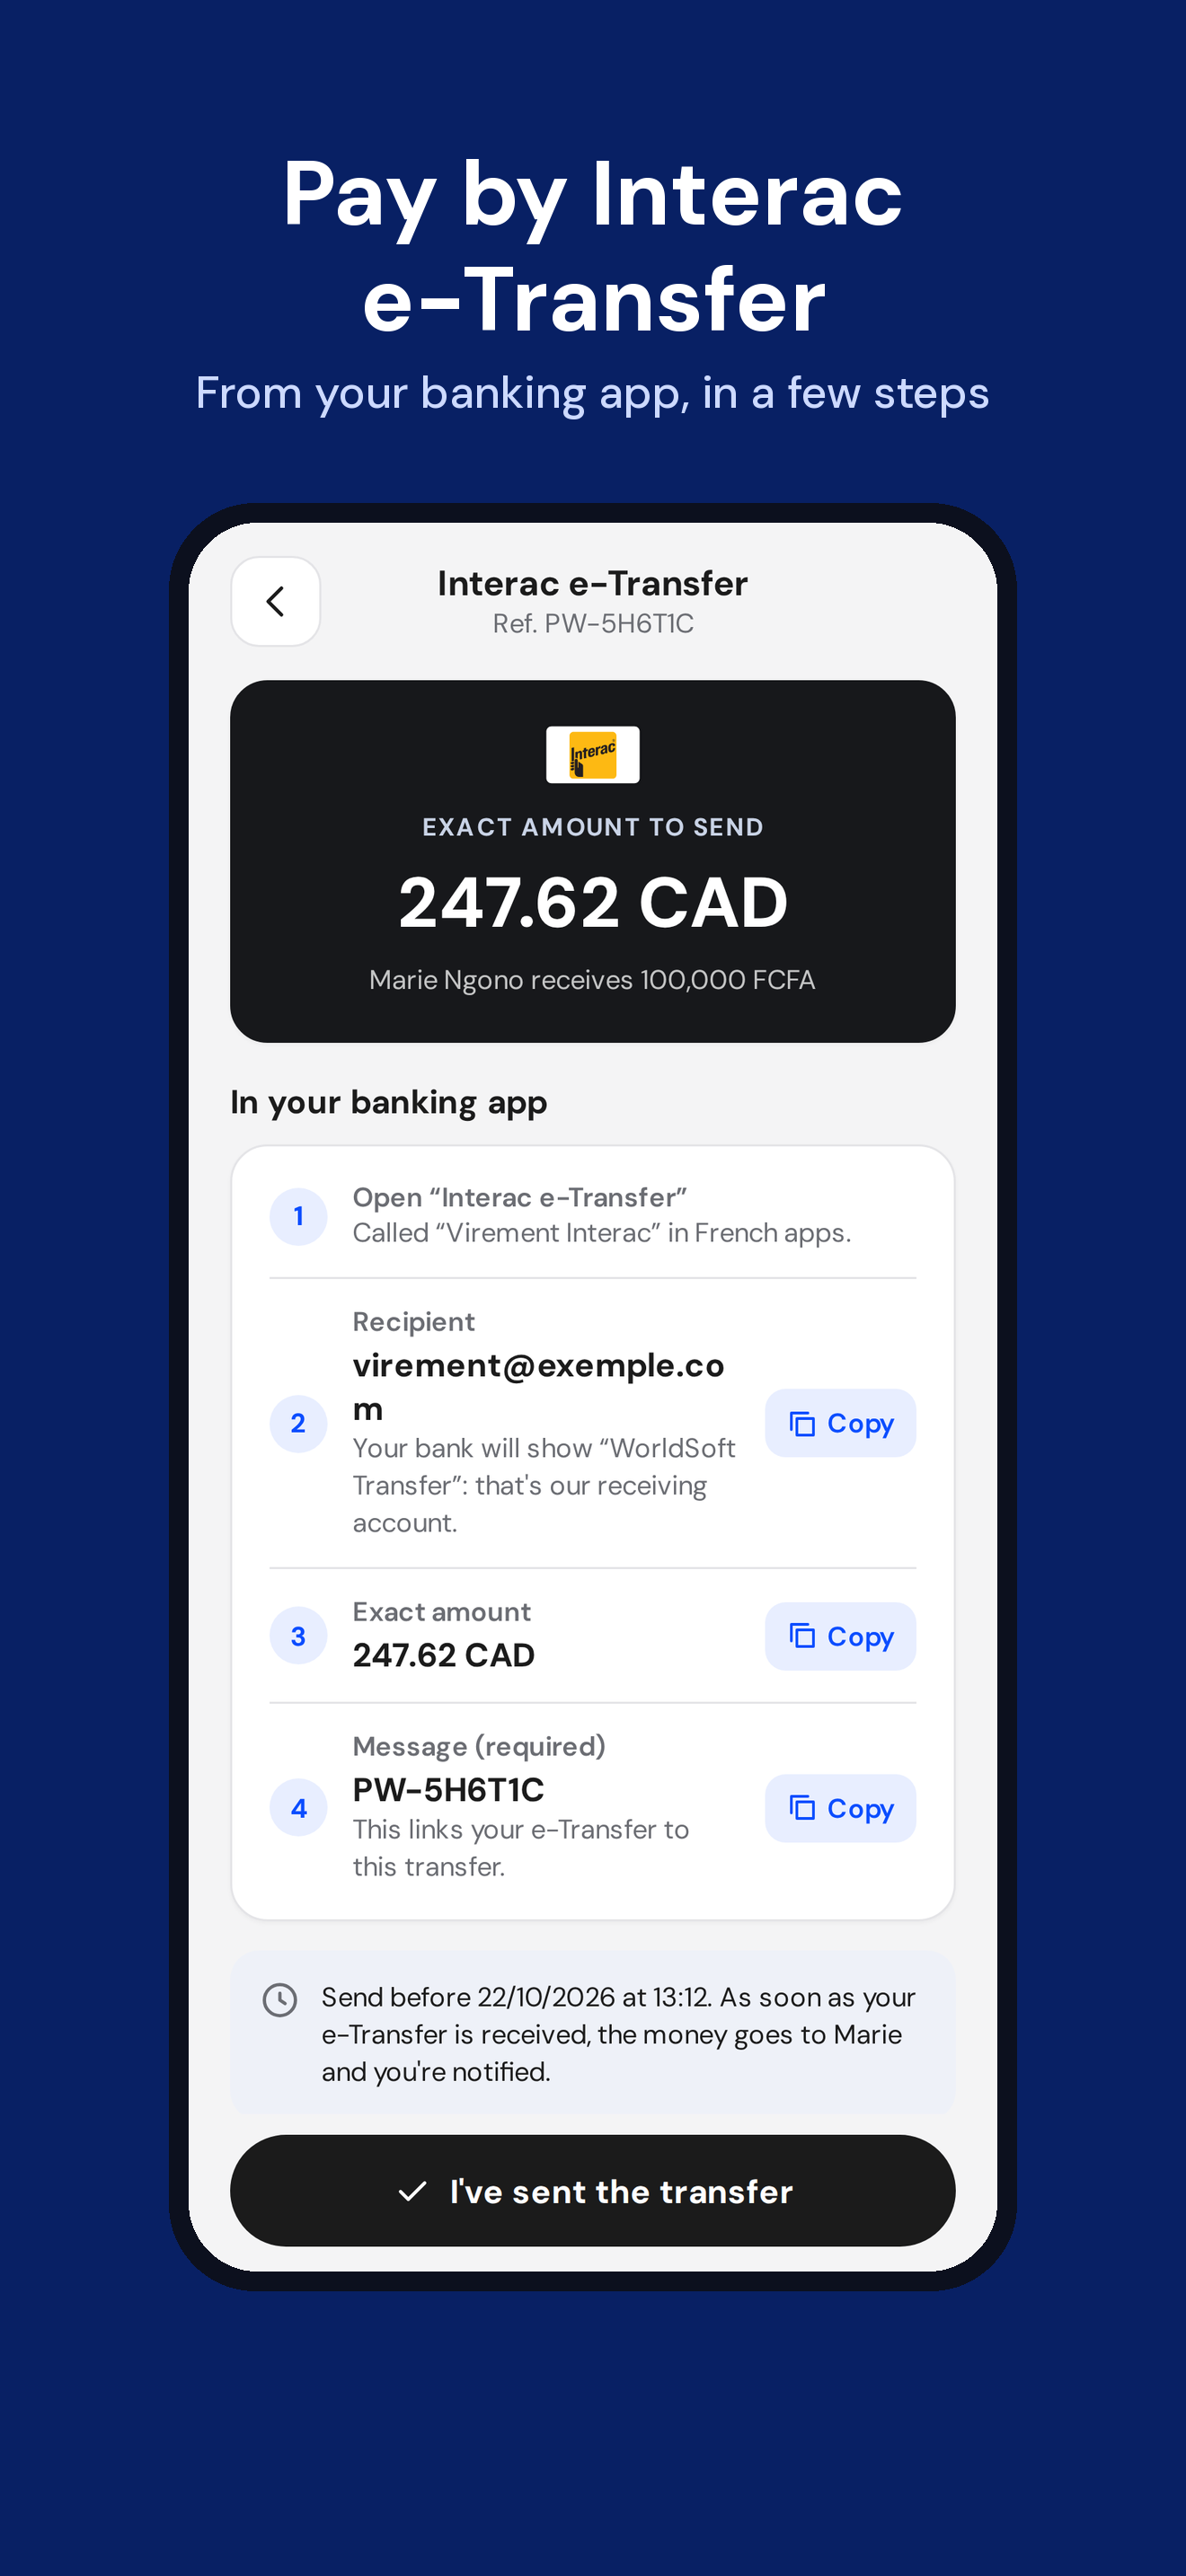 Pay by Interac
e-Transfer
From your banking app, in a few steps
Interac e-Transfer
Ref. PW-5H6T1C
Interac
EXACT AMOUNT TO SEND
247.62 CAD
Marie Ngono receives 100,000 FCFA
In your banking app
1
Open “Interac e-Transfer”
Called “Virement Interac” in French apps.
2
Recipient
virement@exemple.co
m
Your bank will show “WorldSoft
Transfer”: that's our receiving
account.
Copy
3
Exact amount
247.62 CAD
Copy
4
Message (required)
PW-5H6T1C
This links your e-Transfer to
this transfer.
Copy
Send before 22/10/2026 at 13:12. As soon as your
e-Transfer is received, the money goes to Marie
and you're notified.
I've sent the transfer